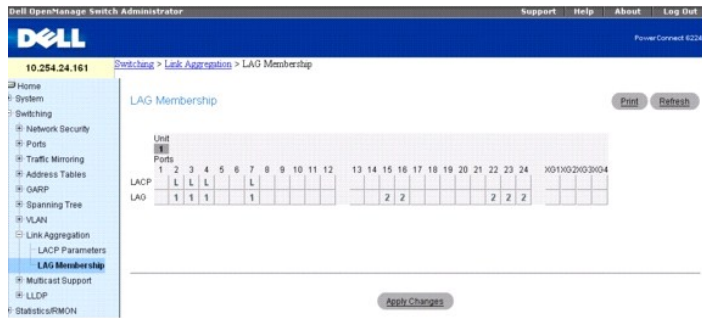 Dell OpenManage Switch Administrator Support Help About Log Out
DELL
PowerConnect 6224
10.254.24.161
Switching > Link Aggregation > LAG Membership
Home
System
Switching
Network Security
Ports
Traffic Mirroring
Address Tables
GARP
Spanning Tree
VLAN
Link Aggregation
LACP Parameters
LAG Membership
Multicast Support
LLDP
Statistics/RMON
LAG Membership
Print Refresh
Unit
1
Ports
1 2 3 4 5 6 7 8 9 10 11 12 13 14 15 16 17 18 19 20 21 22 23 24 XG1 XG2 XG3 XG4
LACP L L L L
LAG 1 1 1 1 2 2 2 2 2
Apply Changes